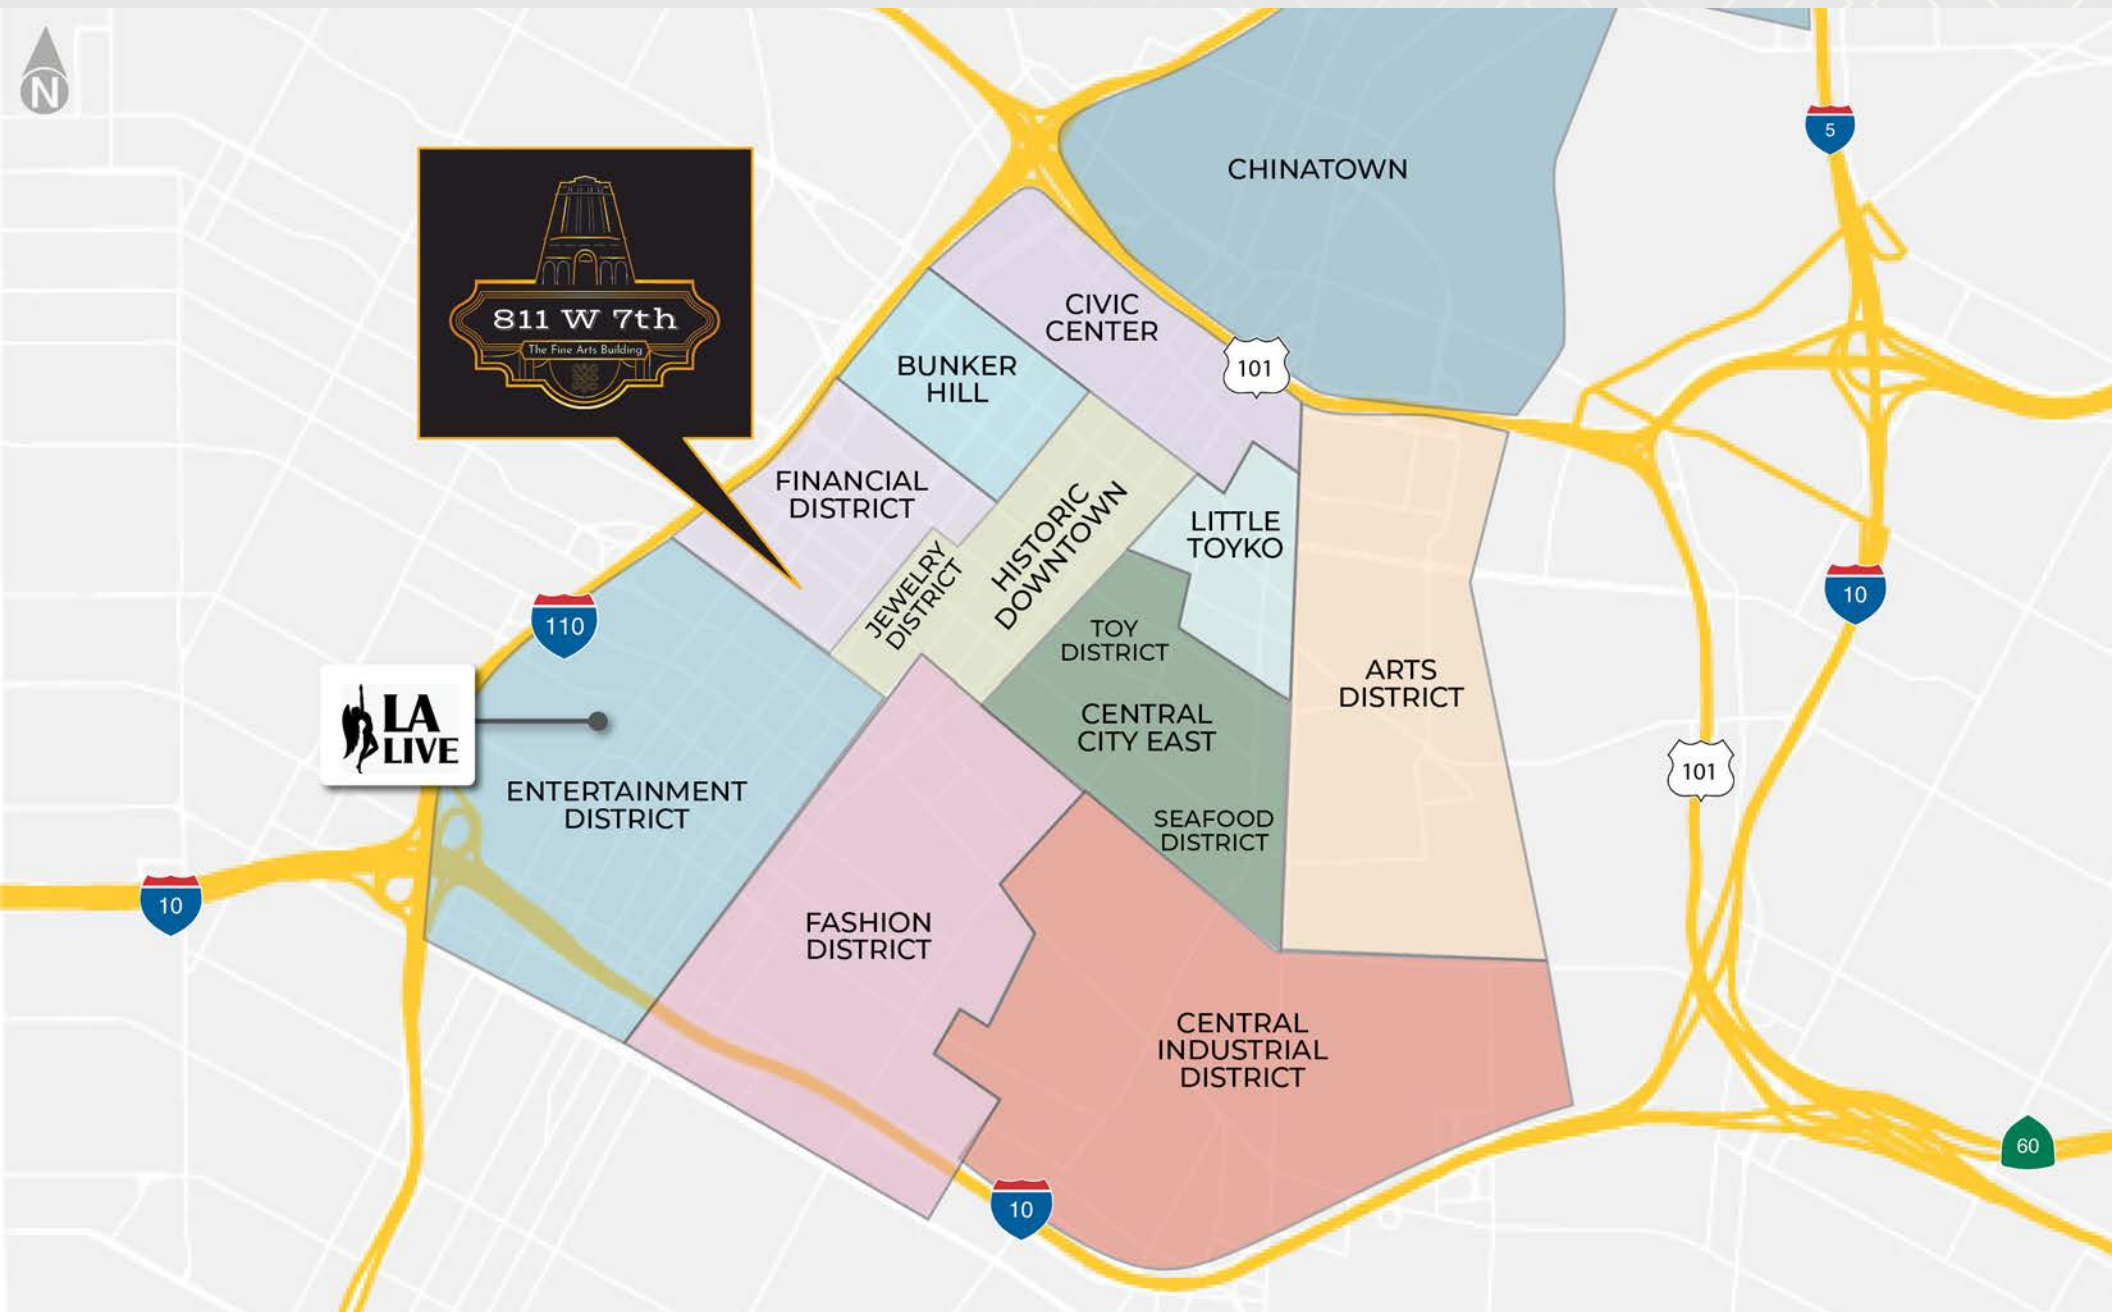 N
5
CHINATOWN
811 W 7th
The Fine Arts Building
CIVIC
CENTER
101
BUNKER
HILL
FINANCIAL
DISTRICT
HISTORIC
DOWNTOWN
LITTLE
TOYKO
JEWELRY
DISTRICT
10
110
TOY
DISTRICT
ARTS
DISTRICT
LA
LIVE
CENTRAL
CITY EAST
101
ENTERTAINMENT
DISTRICT
SEAFOOD
DISTRICT
10
FASHION
DISTRICT
CENTRAL
INDUSTRIAL
DISTRICT
60
10